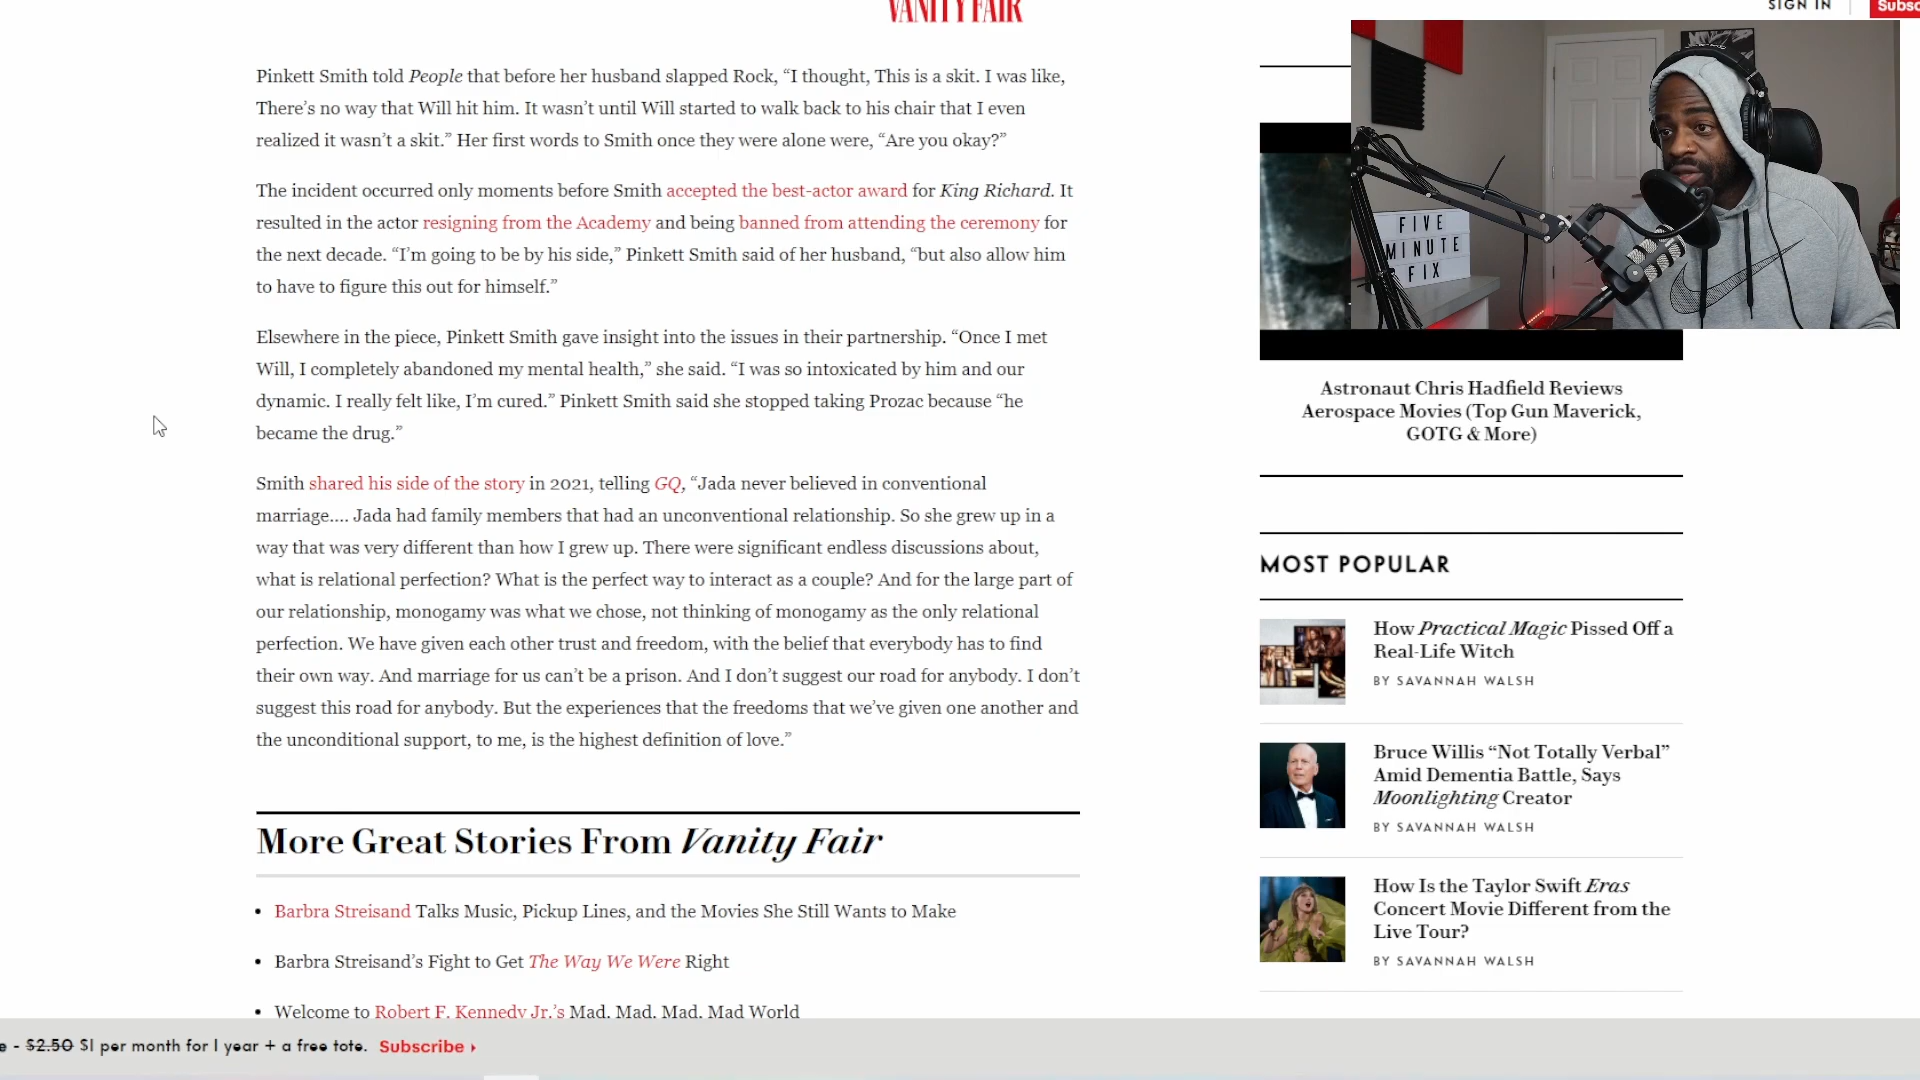 VANITY FAIR
SIGN IN
Pinkett Smith told People that before her husband slapped Rock, “I thought, This is a skit. I was like,
There’s no way that Will hit him. It wasn’t until Will started to walk back to his chair that I even
realized it wasn’t a skit.” Her first words to Smith once they were alone were, “Are you okay?”
The incident occurred only moments before Smith accepted the best-actor award for King Richard. It
resulted in the actor resigning from the Academy and being banned from attending the ceremony for
the next decade. “I’m going to be by his side,” Pinkett Smith said of her husband, “but also allow him
to have to figure this out for himself.”
Elsewhere in the piece, Pinkett Smith gave insight into the issues in their partnership. “Once I met
Will, I completely abandoned my mental health,” she said. “I was so intoxicated by him and our
dynamic. I really felt like, I’m cured.” Pinkett Smith said she stopped taking Prozac because “he
became the drug.”
Smith shared his side of the story in 2021, telling GQ, “Jada never believed in conventional
marriage.... Jada had family members that had an unconventional relationship. So she grew up in a
way that was very different than how I grew up. There were significant endless discussions about,
what is relational perfection? What is the perfect way to interact as a couple? And for the large part of
our relationship, monogamy was what we chose, not thinking of monogamy as the only relational
perfection. We have given each other trust and freedom, with the belief that everybody has to find
their own way. And marriage for us can’t be a prison. And I don’t suggest our road for anybody. I don’t
suggest this road for anybody. But the experiences that the freedoms that we’ve given one another and
the unconditional support, to me, is the highest definition of love.”
More Great Stories From Vanity Fair
• Barbra Streisand Talks Music, Pickup Lines, and the Movies She Still Wants to Make
• Barbra Streisand’s Fight to Get The Way We Were Right
• Welcome to Robert F. Kennedy Jr.’s Mad, Mad, Mad, Mad World
FIVE
MINUTE
FIX
Astronaut Chris Hadfield Reviews
Aerospace Movies (Top Gun Maverick,
GOTG & More)
MOST POPULAR
How Practical Magic Pissed Off a
Real-Life Witch
BY SAVANNAH WALSH
Bruce Willis “Not Totally Verbal”
Amid Dementia Battle, Says
Moonlighting Creator
BY SAVANNAH WALSH
How Is the Taylor Swift Eras
Concert Movie Different from the
Live Tour?
BY SAVANNAH WALSH
e - $2.50 $1 per month for 1 year + a free tote. Subscribe ›